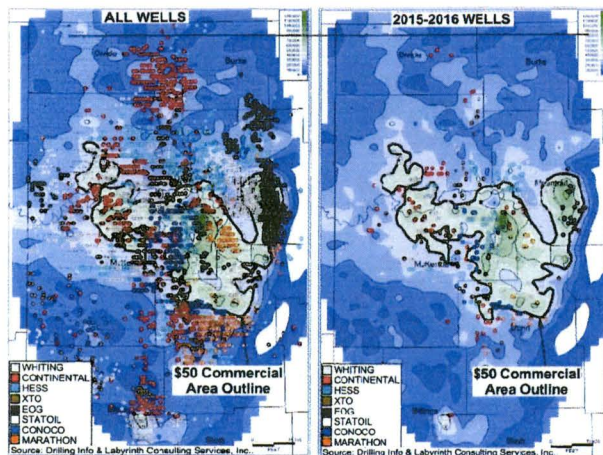 ALL WELLS
Divide
Burke
McKenzie
$50 Commercial
Area Outline
WHITING
CONTINENTAL
HESS
XTO
EOG
STATOIL
CONOCO
MARATHON
Source: Drilling Info & Labyrinth Consulting Services, Inc.
2015-2016 WELLS
Divide
Burke
Mountrail
McKenzie
$50 Commercial
Area Outline
WHITING
CONTINENTAL
HESS
XTO
EOG
STATOIL
CONOCO
MARATHON
Source: Drilling Info & Labyrinth Consulting Services, Inc.